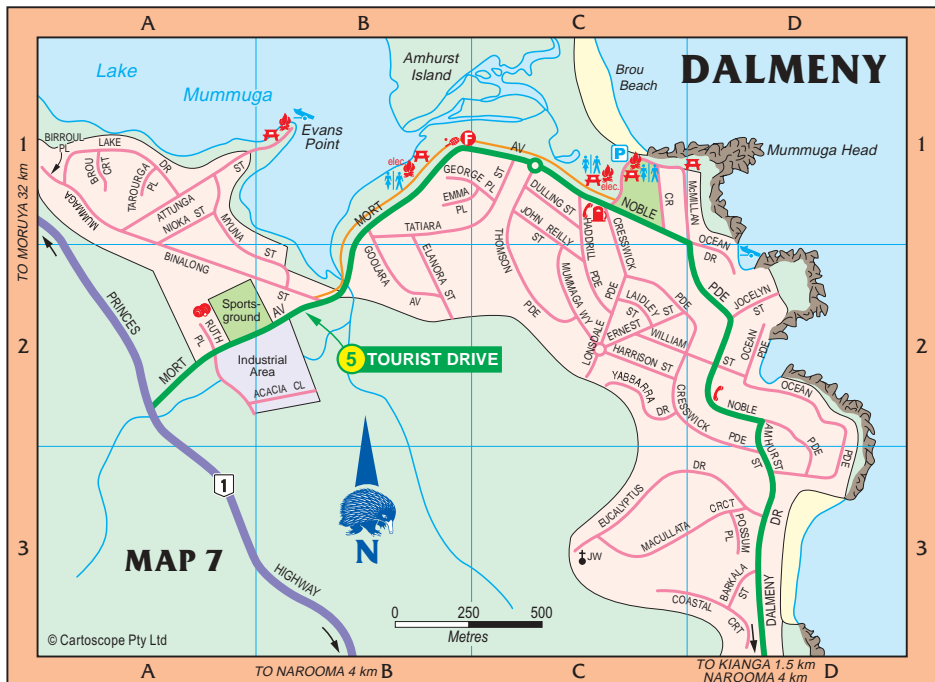 A
B
C
D
DALMENY
Lake
Mummuga
Amhurst
Island
Brou
Beach
Mummuga Head
Evans
Point
1
1
2
2
3
3
TO MORUYA 32 km
BIRROUL
PL
LAKE
DR
BROU
CRT
TAROURGA
PL
ATTUNGA
ST
NIOKA ST
MYUNA
ST
MUMMAGA
BINALONG
ST
elec.
F
AV
MORT
GEORGE
PL
ST
EMMA
PL
TATIARA
GOOLARA
AV
ELANORA ST
THOMSON
PDE
DULLING ST
JOHN REILLY
ST
MUMMAGA WY
HADDRILL
PDE
CRESSWICK
PDE
P
elec.
NOBLE
CR
McMILLAN
OCEAN
DR
PDE
JOCELYN
ST
OCEAN
PDE
LAIDLEY
ST
ERNEST
WILLIAM
ST
LONSDALE
HARRISON ST
YABBARRA
DR
CRESSWICK
PDE
NOBLE
OCEAN
PDE
PDE
AMHURST
ST
Sports-
ground
RUTH
PL
MORT
AV
Industrial
Area
ACACIA CL
5 TOURIST DRIVE
PRINCES
HIGHWAY
1
N
MAP 7
EUCALYPTUS
DR
MACULLATA
CRCT
POSSUM
PL
JW
BARKALA
ST
COASTAL
CRT
DALMENY
DR
0
250
500
Metres
© Cartoscope Pty Ltd
A
TO NAROOMA 4 km
B
C
TO KIANGA 1.5 km
NAROOMA 4 km
D